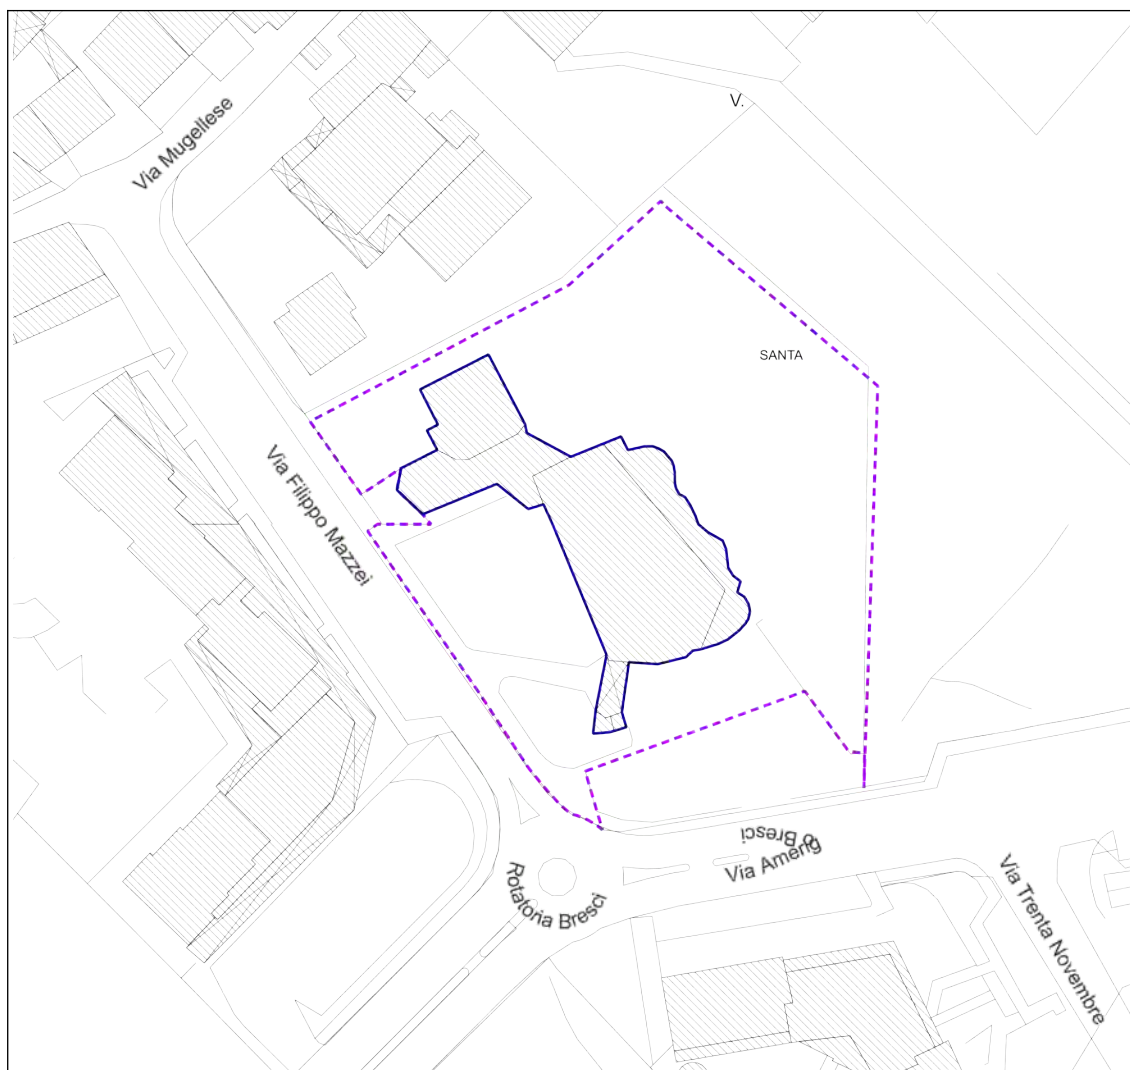 V.
Via Mugellese
SANTA
Via Filippo Mazzei
Via Amerig
o Bresci
Rotatoria Bresci
Via Trenta Novembre